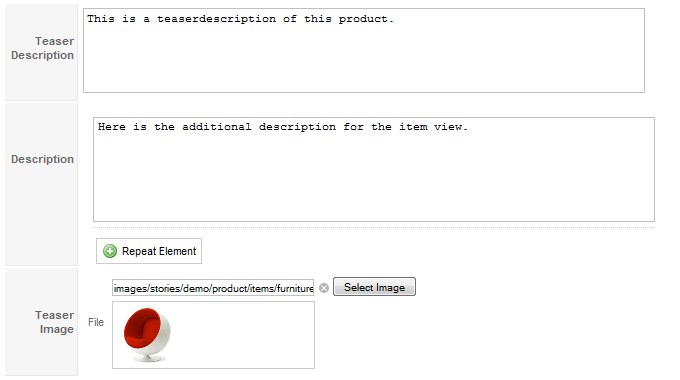 Teaser
Description
This is a teaserdescription of this product.
Description
Here is the additional description for the item view.
Repeat Element
Teaser
Image
images/stories/demo/product/items/furniture
Select Image
File